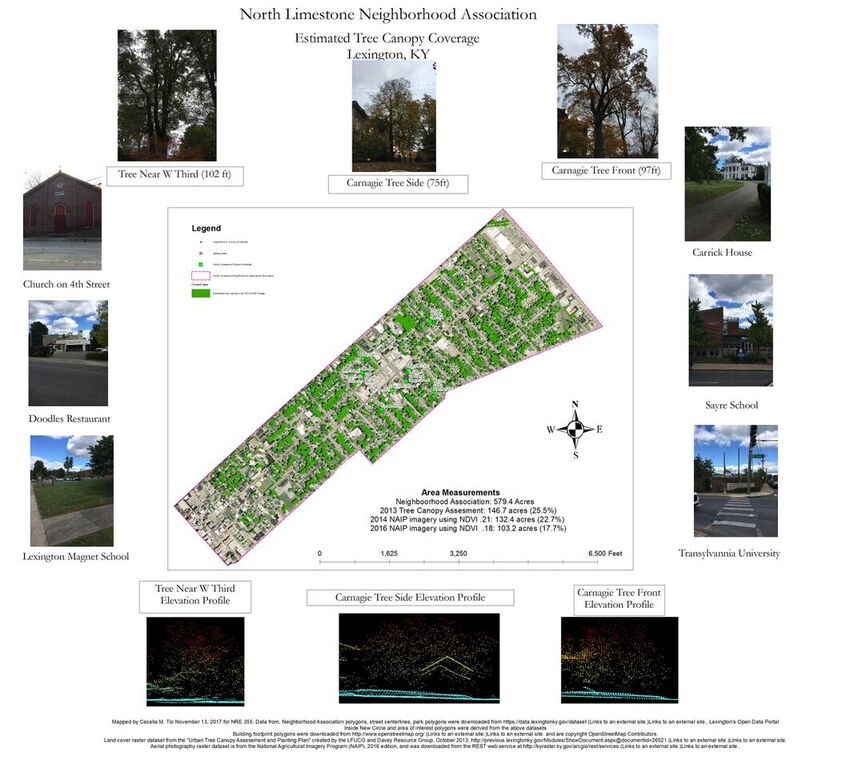 North Limestone Neighborhood Association
Estimated Tree Canopy Coverage
Lexington, KY
Tree Near W Third (102 ft)
Carnagie Tree Side (75ft)
Carnagie Tree Front (97ft)
Church on 4th Street
Carrick House
Doodles Restaurant
Sayre School
Lexington Magnet School
Transylvannia University
Legend
N
W
E
S
Area Measurements
Neighborhood Association: 579.4 Acres
2013 Tree Canopy Assesment: 146.7 acres (25.5%)
2014 NAIP imagery using NDVI .21: 132.4 acres (22.7%)
2016 NAIP imagery using NDVI .18: 103.2 acres (17.7%)
0 1,625 3,250 6,500 Feet
Tree Near W Third
Elevation Profile
Carnagie Tree Side Elevation Profile
Carnagie Tree Front
Elevation Profile
Mapped by Cecelia M. Tio November 13, 2017 for NRE 355. Data from, Neighborhood Association polygons, street centerlines, park polygons were downloaded from https://data.lexingtonky.gov/dataset (Links to an external site.)Links to an external site., Lexington's Open Data Portal
Inside New Circle and area of interest polygons were derived from the above datasets.
Building footprint polygons were downloaded from http://www.openstreetmap.org/ (Links to an external site.)Links to an external site. and are copyright OpenStreetMap Contributors.
Land cover raster dataset from the "Urban Tree Canopy Assessment and Planting Plan" created by the LFUCG and Davey Resource Group, October 2013, http://previous.lexingtonky.gov/Modules/ShowDocument.aspx@documentid=26521 (Links to an external site.)Links to an external site.
Aerial photography raster dataset is from the National Agricultural Imagery Program (NAIP), 2016 edition, and was downloaded from the REST web service at http://kyraster.ky.gov/arcgis/rest/services (Links to an external site.)Links to an external site..